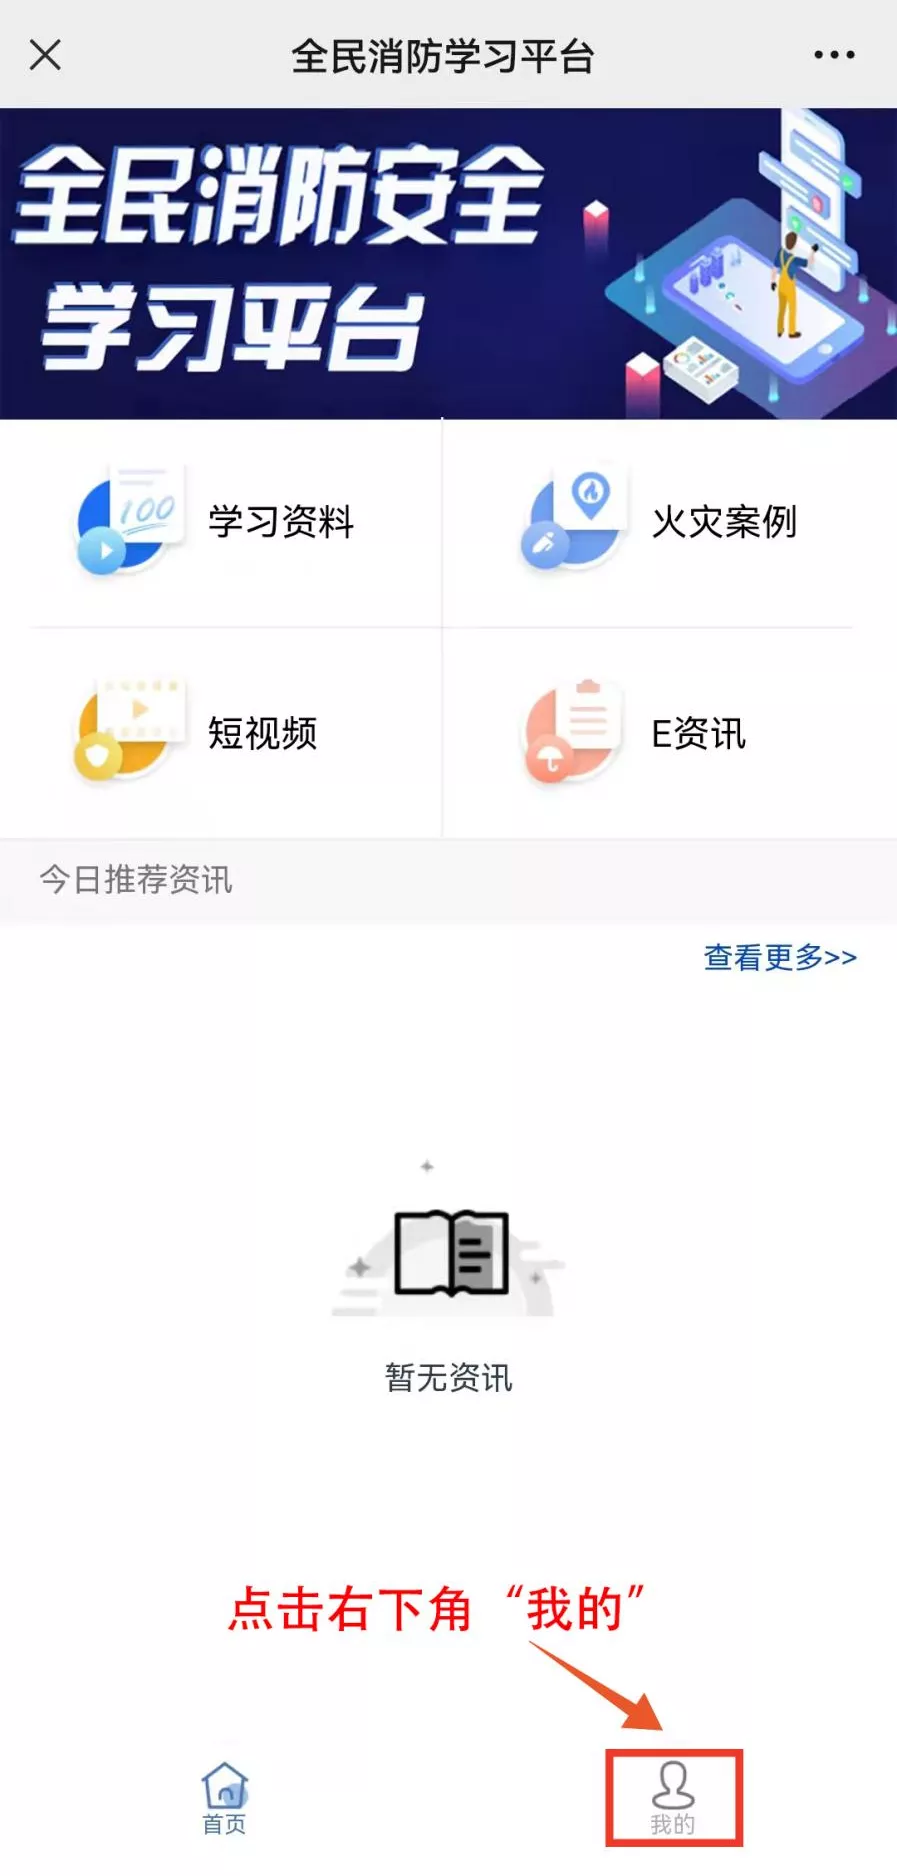 全民消防学习平台
全民消防安全
学习平台
100
学习资料
火灾案例
短视频
E资讯
今日推荐资讯
查看更多>>
暂无资讯
点击右下角“我的”
首页
我的